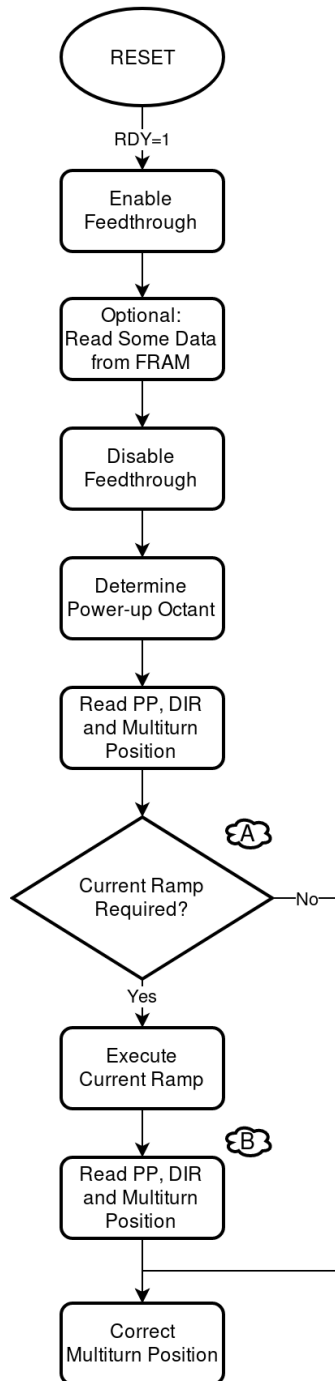 RESET
RDY=1
Enable
Feedthrough
Optional:
Read Some Data
from FRAM
Disable
Feedthrough
Determine
Power-up Octant
Read PP, DIR
and Multiturn
Position
A
Current Ramp
Required?
No
Yes
Execute
Current Ramp
B
Read PP, DIR
and Multiturn
Position
Correct
Multiturn Position